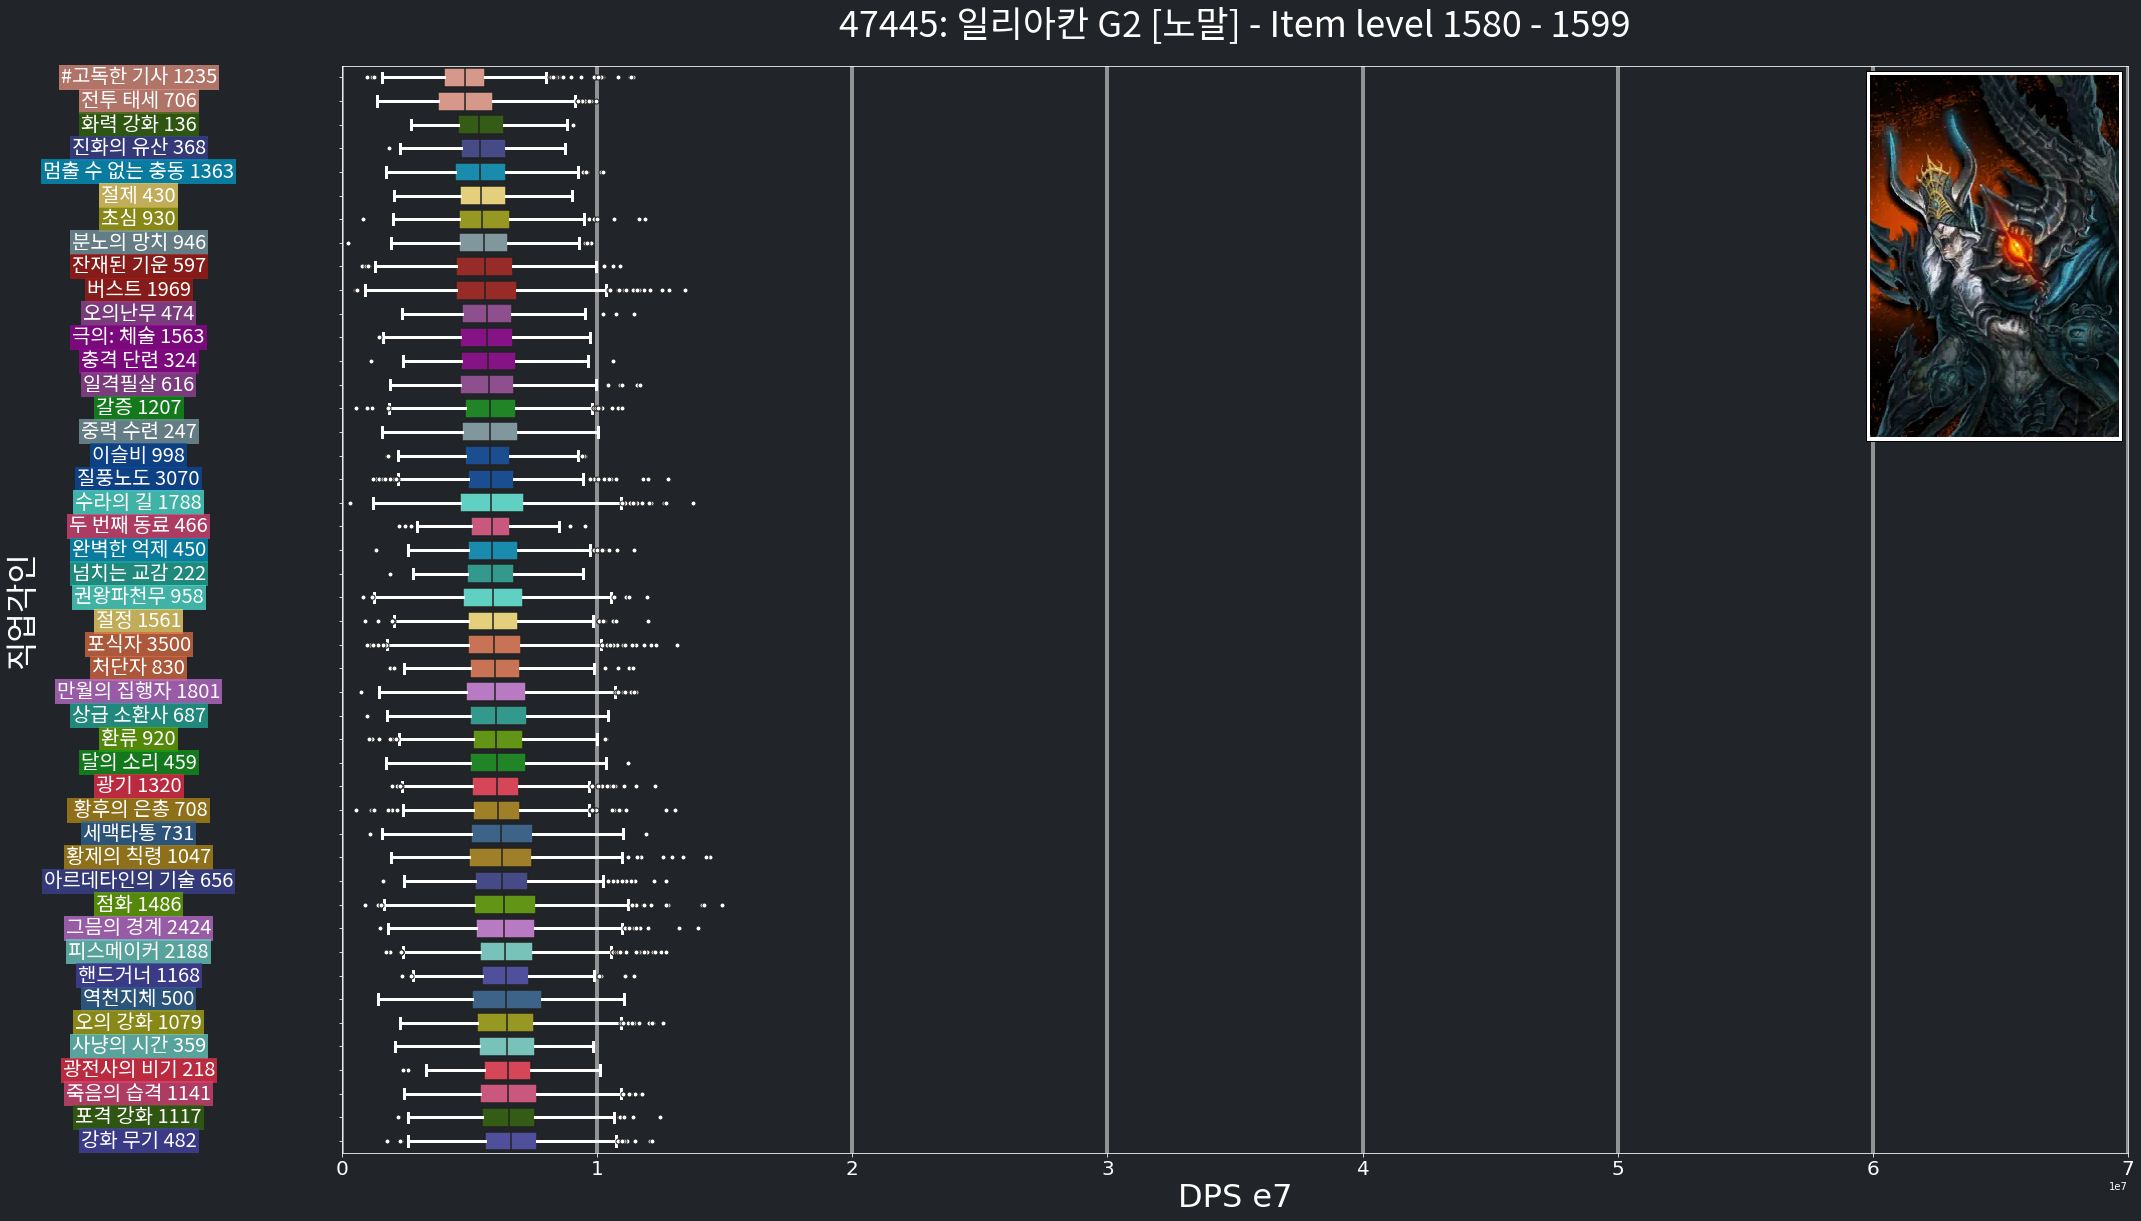 47445: 일리아칸 G2 [노말] - Item level 1580 - 1599
직업각인
#고독한 기사 1235
전투 태세 706
화력 강화 136
진화의 유산 368
멈출 수 없는 충동 1363
절제 430
초심 930
분노의 망치 946
잔재된 기운 597
버스트 1969
오의난무 474
극의: 체술 1563
충격 단련 324
일격필살 616
갈증 1207
중력 수련 247
이슬비 998
질풍노도 3070
수라의 길 1788
두 번째 동료 466
완벽한 억제 450
넘치는 교감 222
권왕파천무 958
절정 1561
포식자 3500
처단자 830
만월의 집행자 1801
상급 소환사 687
환류 920
달의 소리 459
광기 1320
황후의 은총 708
세맥타통 731
황제의 칙령 1047
아르데타인의 기술 656
점화 1486
그믐의 경계 2424
피스메이커 2188
핸드거너 1168
역천지체 500
오의 강화 1079
사냥의 시간 359
광전사의 비기 218
죽음의 습격 1141
포격 강화 1117
강화 무기 482
0 1 2 3 4 5 6 7
1e7
DPS e7